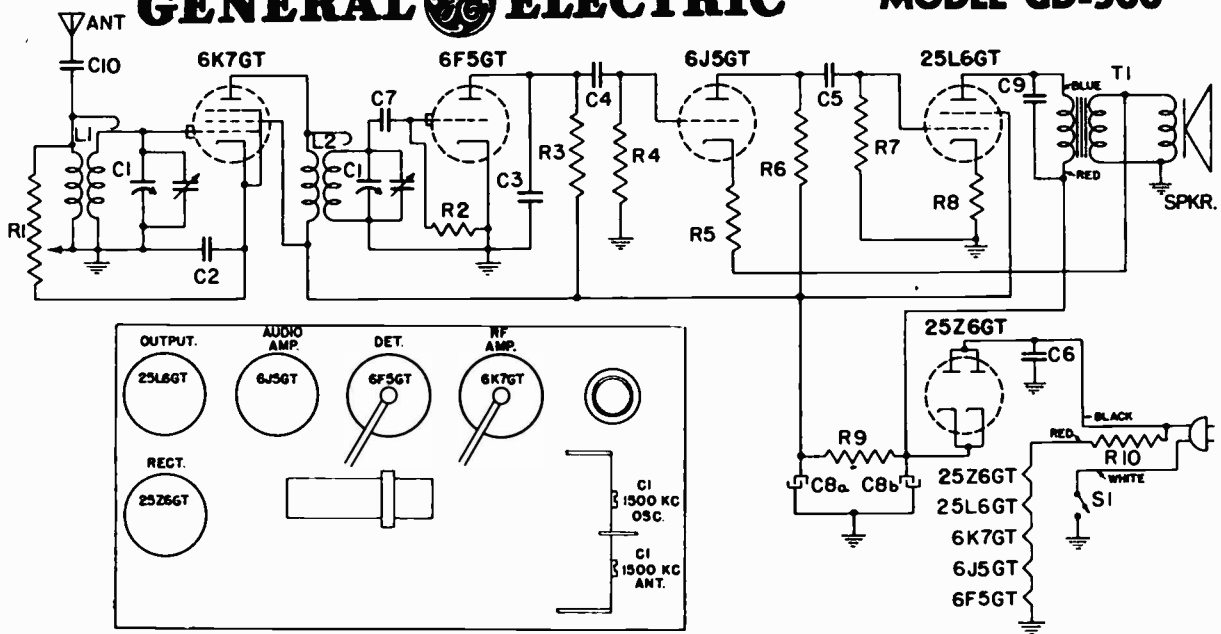 GENERAL GE ELECTRIC
MODEL GD-500
ANT
C10
6K7GT
6F5GT
6J5GT
25L6GT
C9
BLUE
T1
L1
C1
R1
C2
L2
C7
C1
R2
C3
R3
C4
R4
R5
R6
C5
R7
R8
RED
SPKR.
OUTPUT.
25L6GT
AUDIO
AMP.
6J5GT
DET.
6F5GT
RF
AMP.
6K7GT
RECT.
25Z6GT
C1
1500 KC
OSC.
C1
1500 KC
ANT.
25Z6GT
C6
BLACK
RED
R10
WHITE
S1
R9
C8a
C8b
25Z6GT
25L6GT
6K7GT
6J5GT
6F5GT